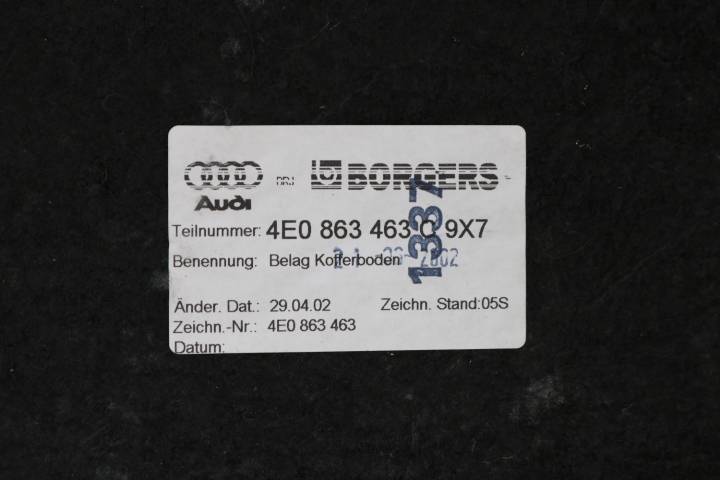 BORGERS
Audi
Teilnummer: 4E0 863 463 C 9X7
Benennung: Belag Kofferboden
1337
Änder. Dat.: 29.04.02 Zeichn. Stand:05S
Zeichn.-Nr.: 4E0 863 463
Datum: